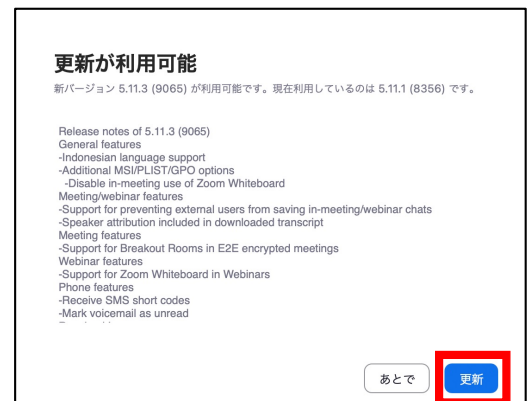 更新が利用可能
新バージョン 5.11.3 (9065) が利用可能です。現在利用しているのは 5.11.1 (8356) です。
Release notes of 5.11.3 (9065)
General features
-Indonesian language support
-Additional MSI/PLIST/GPO options
-Disable in-meeting use of Zoom Whiteboard
Meeting/webinar features
-Support for preventing external users from saving in-meeting/webinar chats
-Speaker attribution included in downloaded transcript
Meeting features
-Support for Breakout Rooms in E2E encrypted meetings
Webinar features
-Support for Zoom Whiteboard in Webinars
Phone features
-Receive SMS short codes
-Mark voicemail as unread
あとで
更新